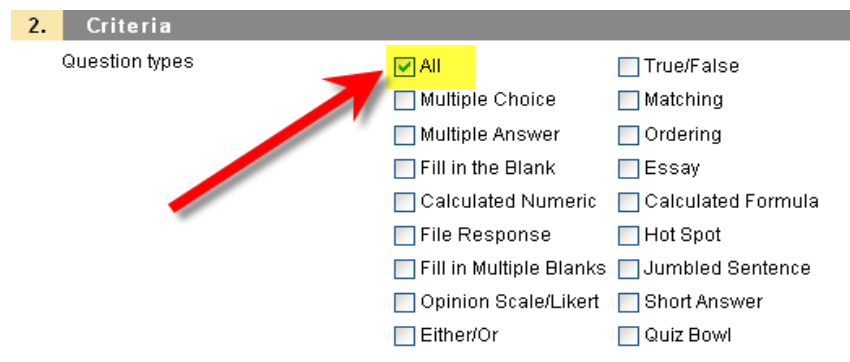 2. Criteria
Question types
All True/False
Multiple Choice Matching
Multiple Answer Ordering
Fill in the Blank Essay
Calculated Numeric Calculated Formula
File Response Hot Spot
Fill in Multiple Blanks Jumbled Sentence
Opinion Scale/Likert Short Answer
Either/Or Quiz Bowl